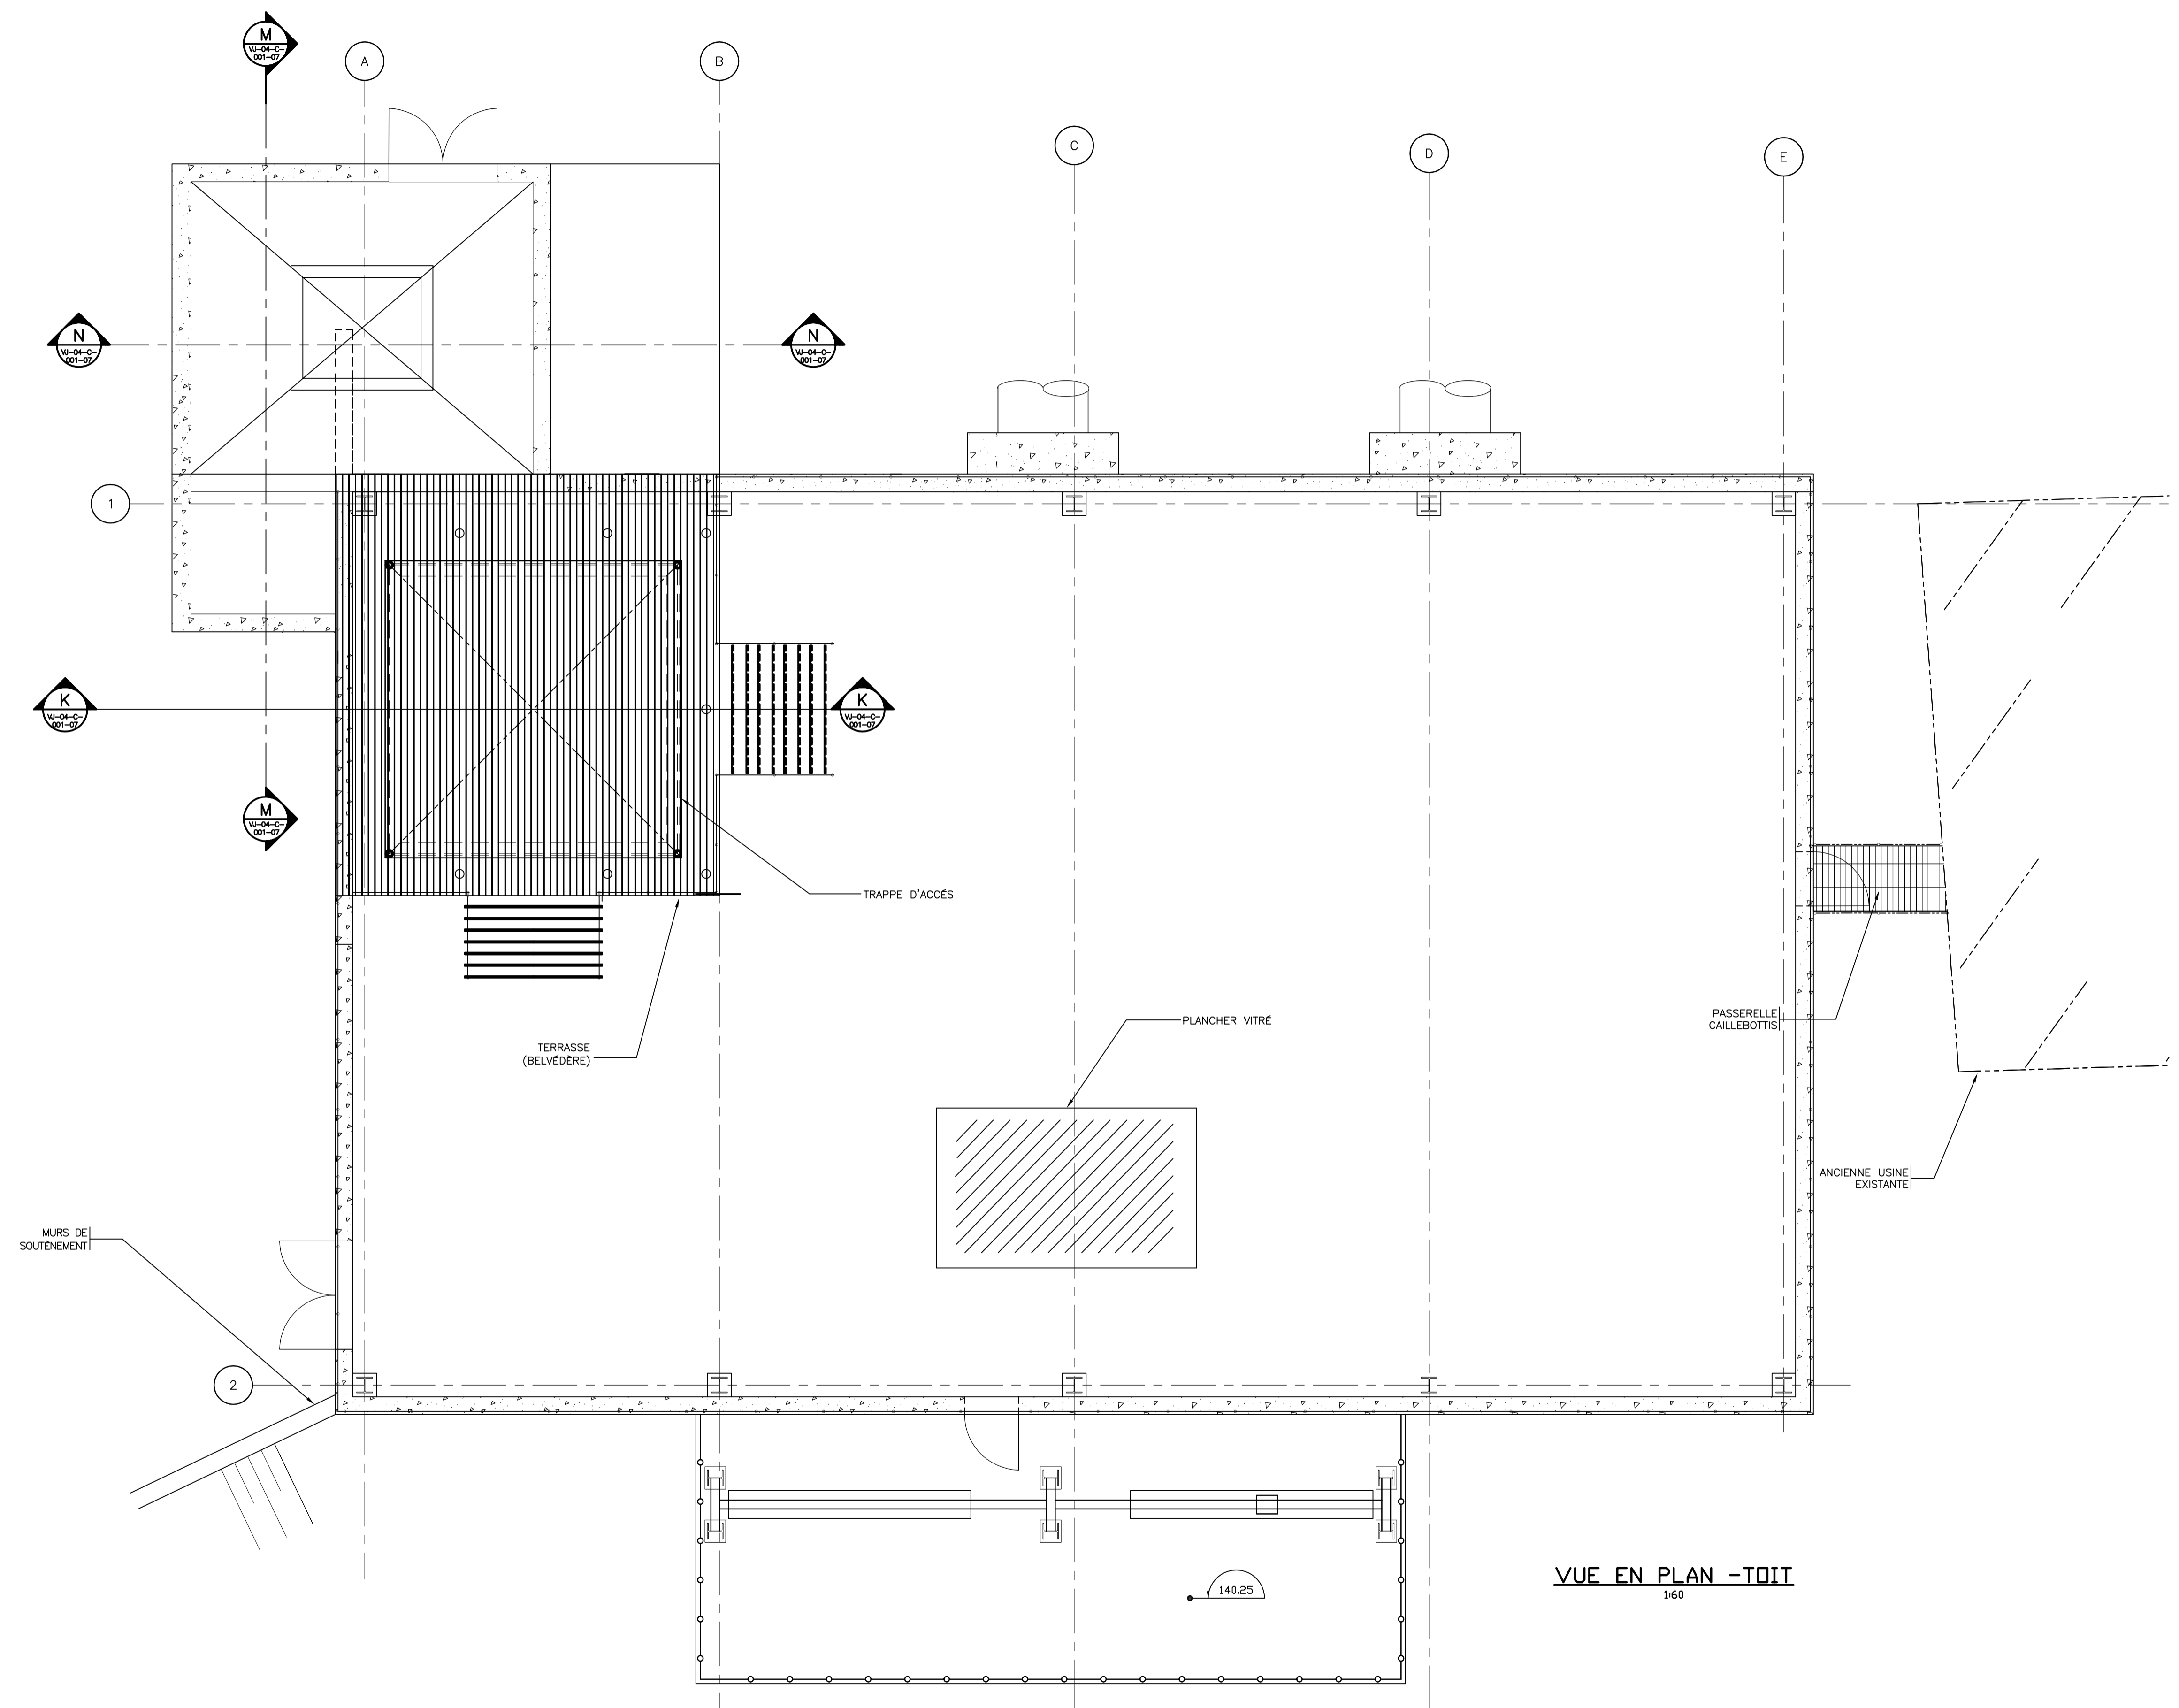 M
VJ-04-C-
001-07
A
B
C
D
E
N
VJ-04-C-
001-07
N
VJ-04-C-
001-07
1
K
VJ-04-C-
001-07
K
VJ-04-C-
001-07
M
VJ-04-C-
001-07
TRAPPE D'ACCÉS
TERRASSE
(BELVÉDÈRE)
PLANCHER VITRÉ
PASSERELLE
CAILLEBOTTIS
ANCIENNE USINE
EXISTANTE
MURS DE
SOUTÈNEMENT
2
140.25
VUE EN PLAN -TOIT
1:60